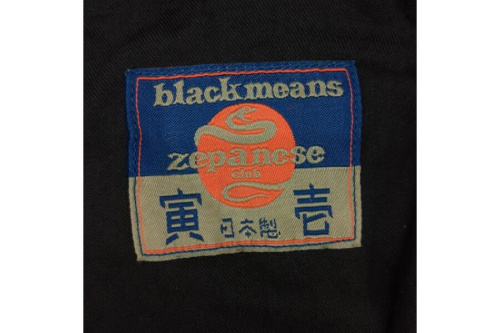 blackmeans
zepanese
club
寅 日本製 壱